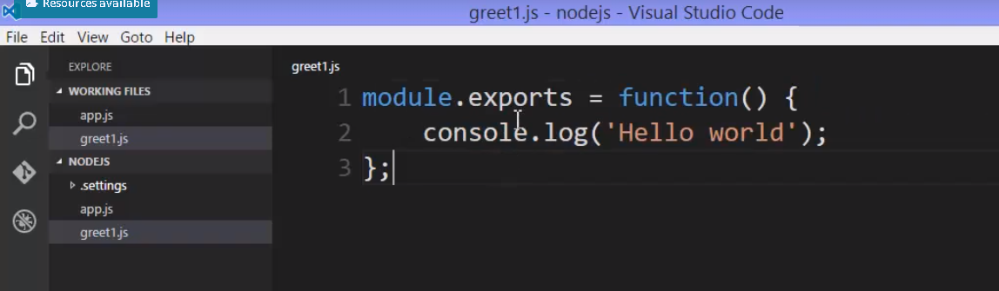 Resources available
greet1.js - nodejs - Visual Studio Code
File Edit View Goto Help
EXPLORE
WORKING FILES
app.js
greet1.js
NODEJS
.settings
app.js
greet1.js
greet1.js
1 module.exports = function() {
2 console.log('Hello world');
3 };